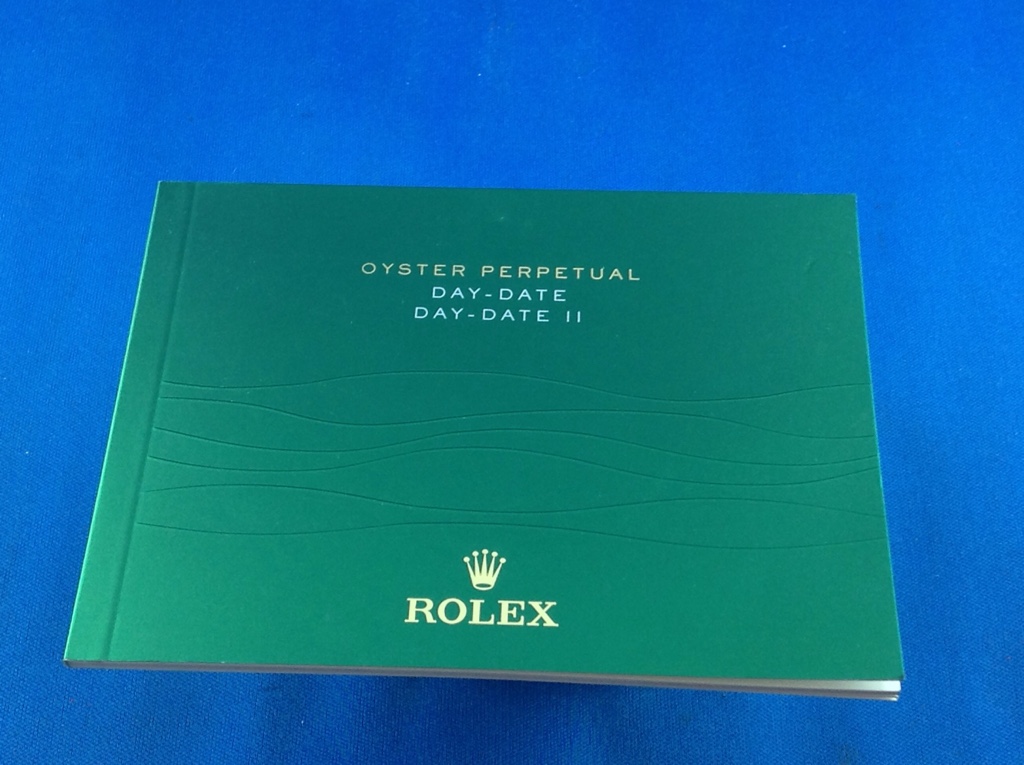 OYSTER PERPETUAL
DAY-DATE
DAY-DATE II
ROLEX